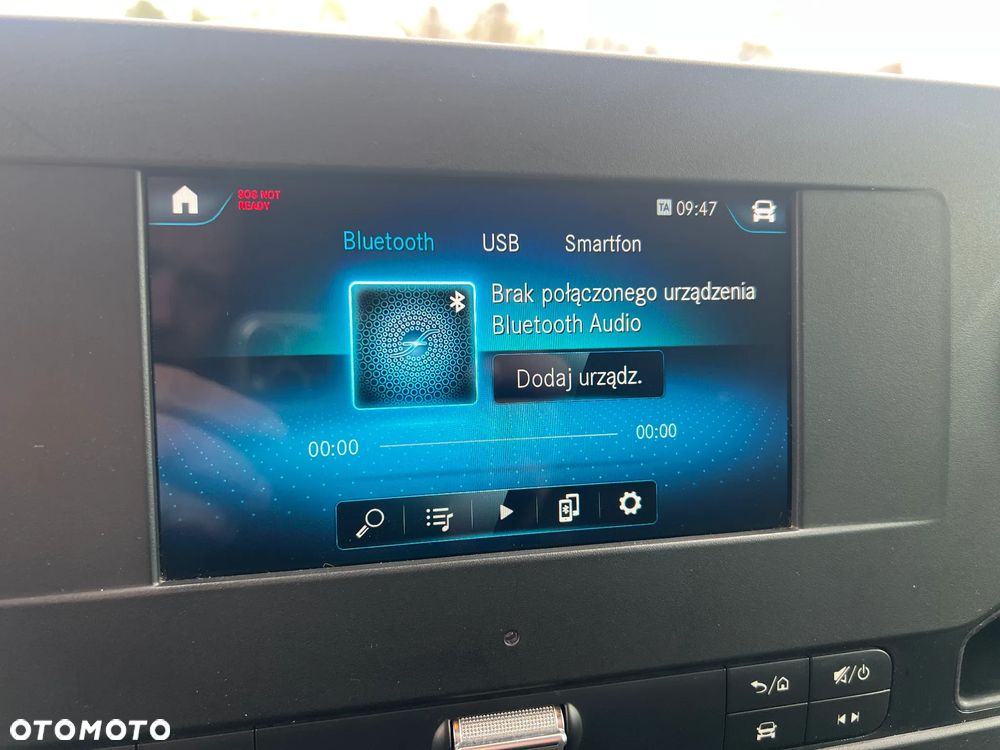 SOS NOT
READY
TA 09:47
Bluetooth USB Smartfon
Brak połączonego urządzenia
Bluetooth Audio
Dodaj urządz.
00:00 00:00
OTOMOTO